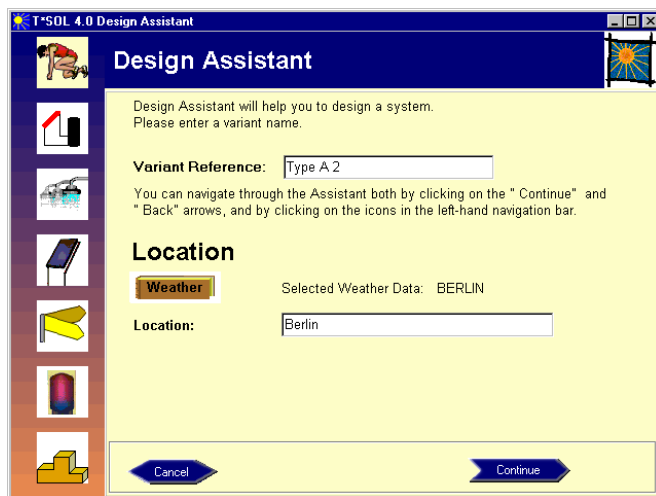 T*SOL 4.0 Design Assistant
Design Assistant
Design Assistant will help you to design a system.
Please enter a variant name.
Variant Reference: Type A 2
You can navigate through the Assistant both by clicking on the " Continue" and
" Back" arrows, and by clicking on the icons in the left-hand navigation bar.
Location
Weather Selected Weather Data: BERLIN
Location: Berlin
Cancel Continue